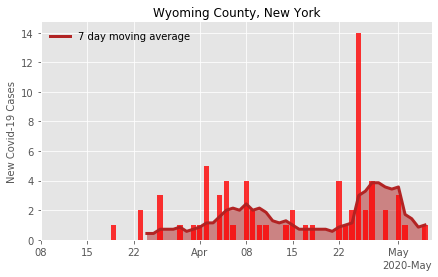 Wyoming County, New York
7 day moving average
New Covid-19 Cases
14
12
10
8
6
4
2
0
08 15 22 Apr 08 15 22 May
2020-May